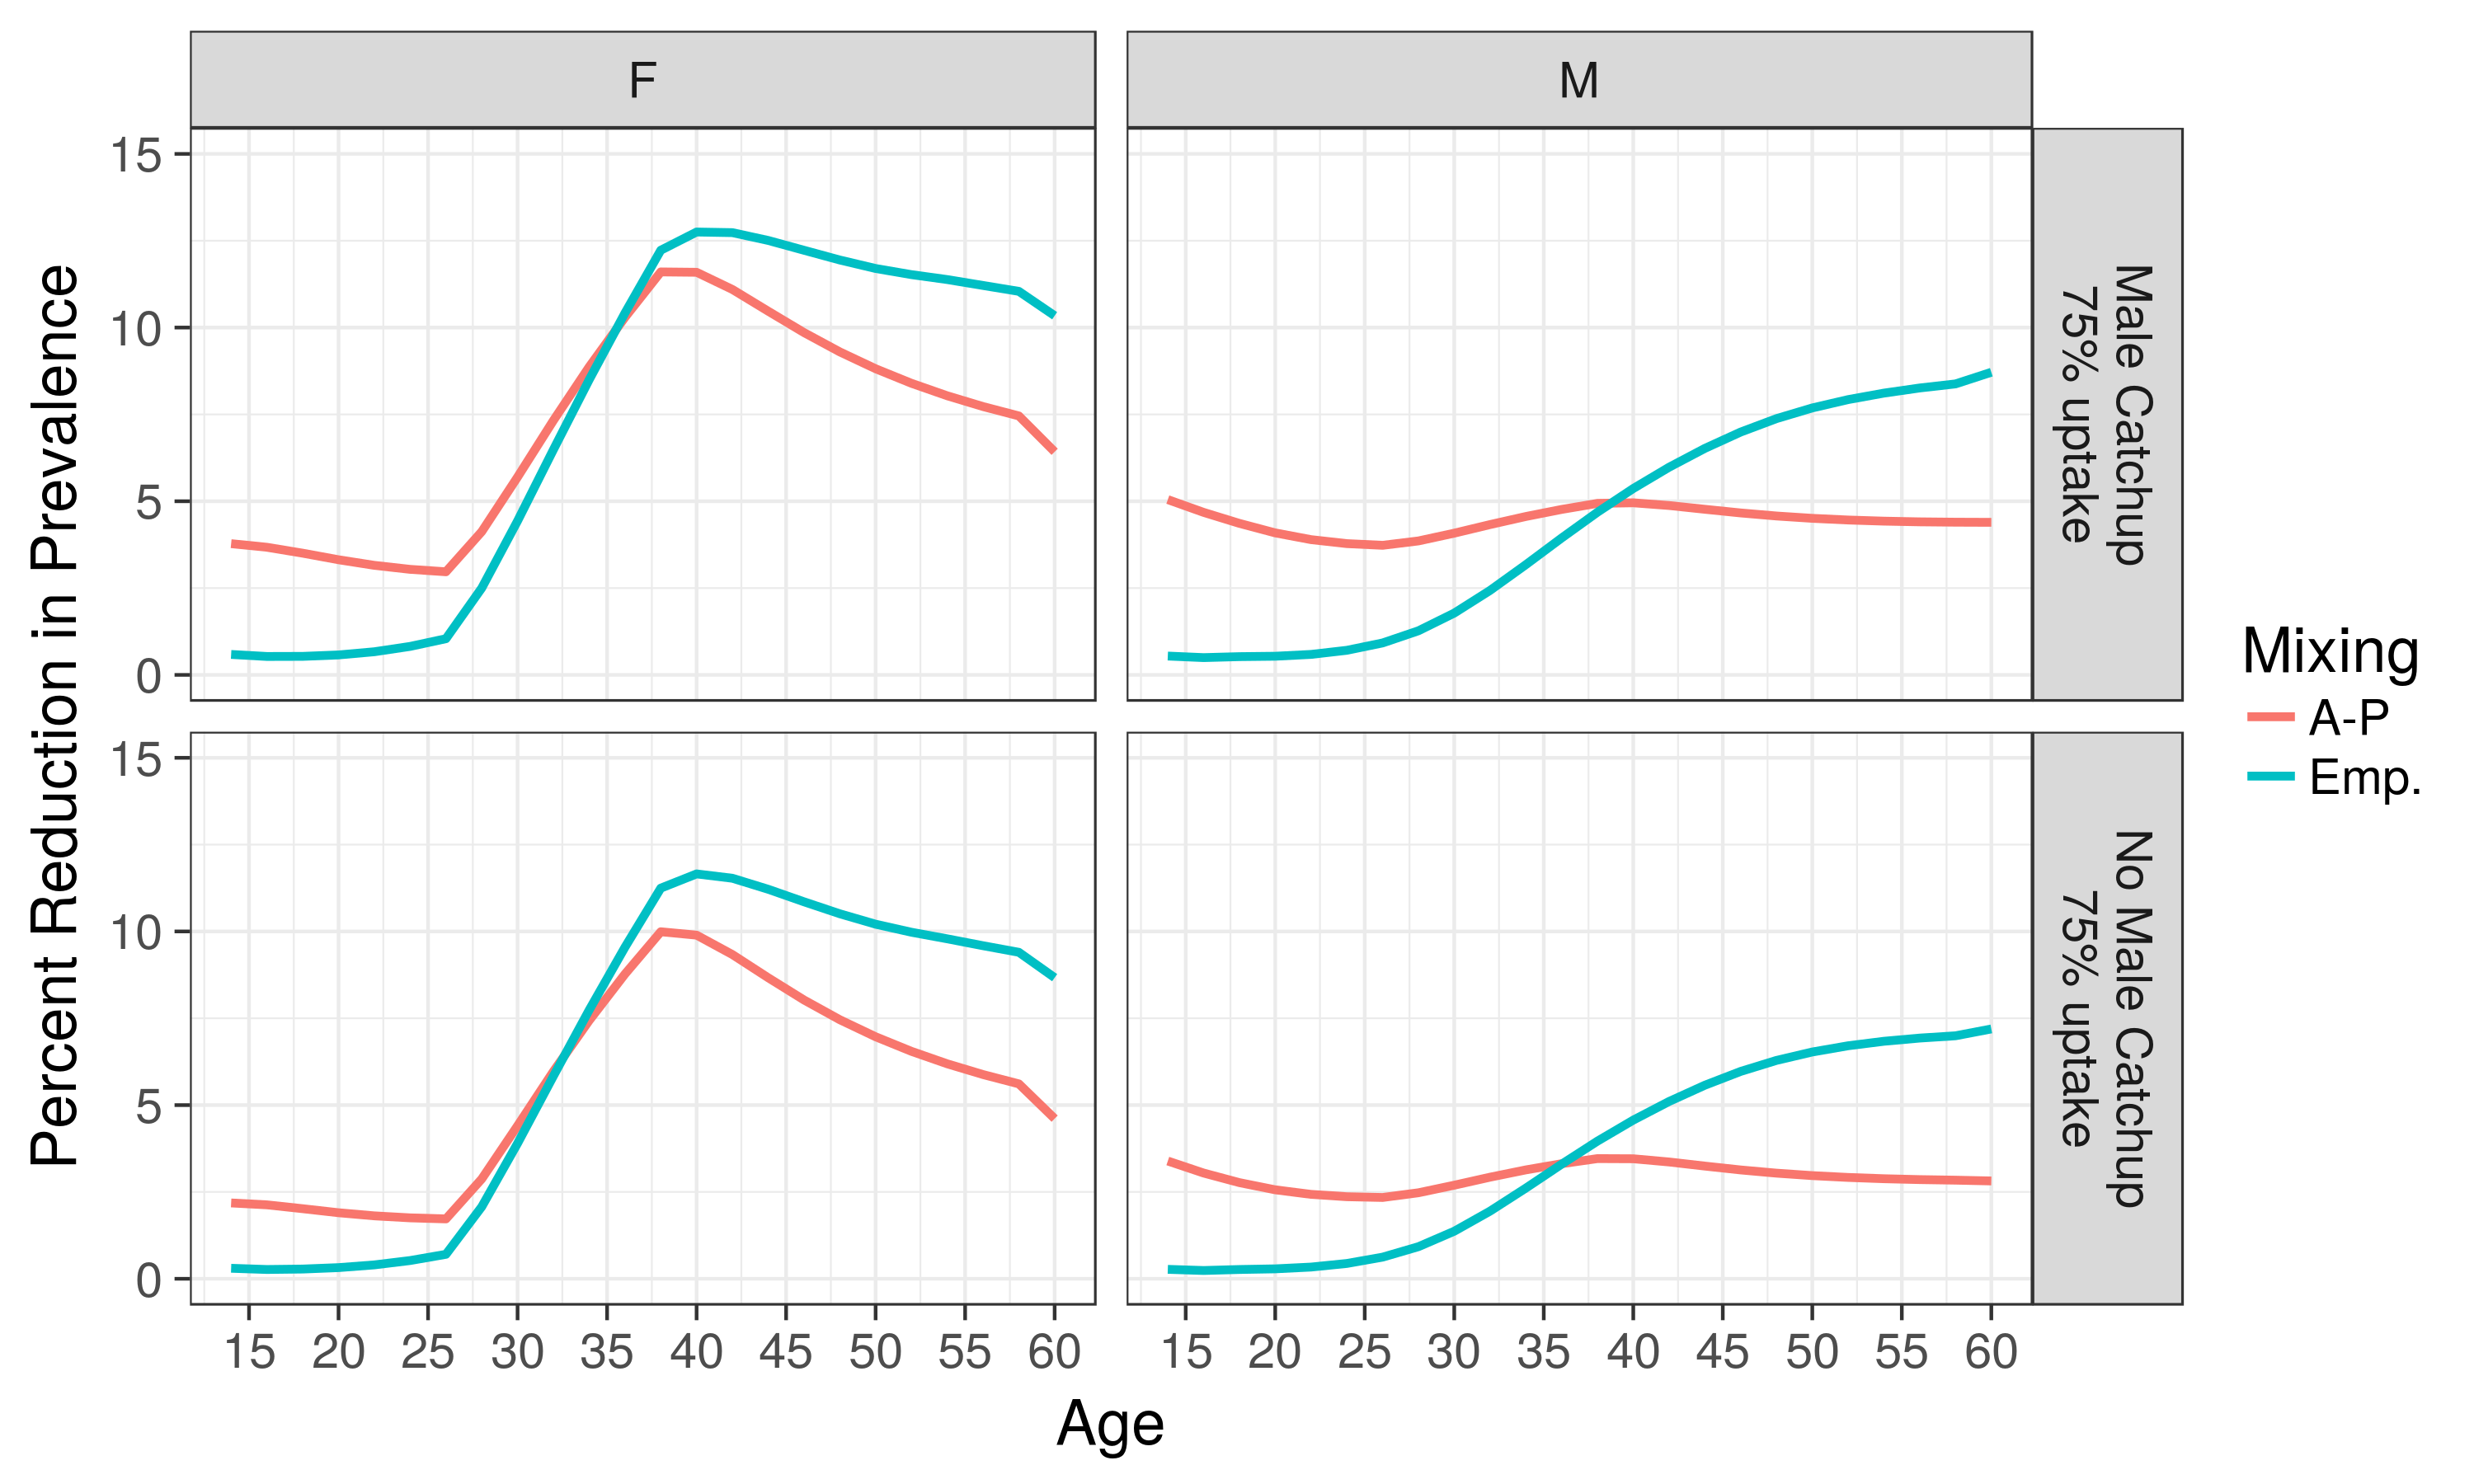 F
M
Percent Reduction in Prevalence
15
10
5
0
Male Catchup
75% uptake
15
10
5
0
No Male Catchup
75% uptake
15 20 25 30 35 40 45 50 55 60
15 20 25 30 35 40 45 50 55 60
Age
Mixing
A-P
Emp.